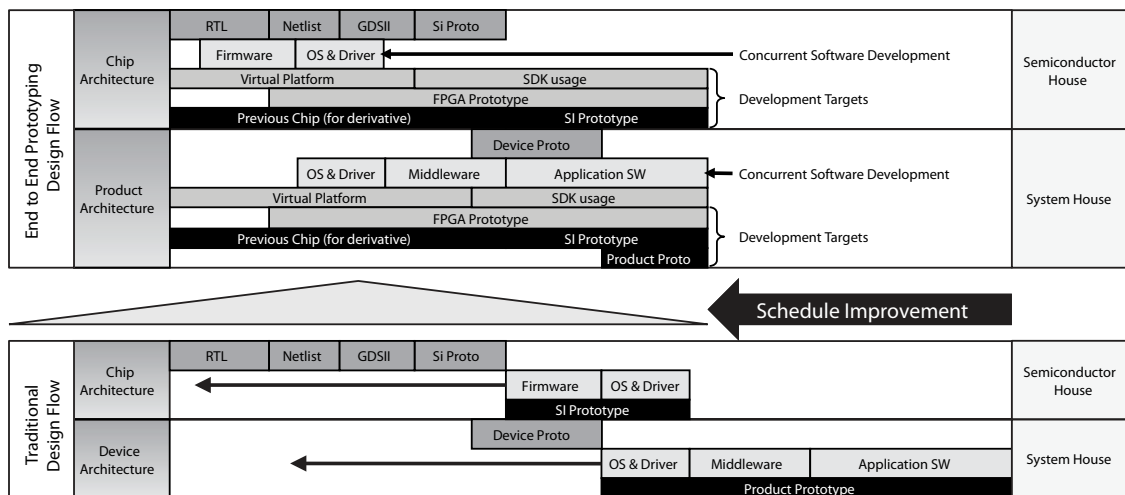 End to End Prototyping
Design Flow
Chip
Architecture
RTL
Netlist
GDSII
Si Proto
Firmware
OS & Driver
Concurrent Software Development
Virtual Platform
SDK usage
FPGA Prototype
Development Targets
Previous Chip (for derivative)
SI Prototype
Semiconductor
House
Product
Architecture
Device Proto
OS & Driver
Middleware
Application SW
Concurrent Software Development
Virtual Platform
SDK usage
FPGA Prototype
Previous Chip (for derivative)
SI Prototype
Development Targets
Product Proto
System House
Schedule Improvement
Traditional
Design Flow
Chip
Architecture
RTL
Netlist
GDSII
Si Proto
Firmware
OS & Driver
SI Prototype
Semiconductor
House
Device
Architecture
Device Proto
OS & Driver
Middleware
Application SW
Product Prototype
System House